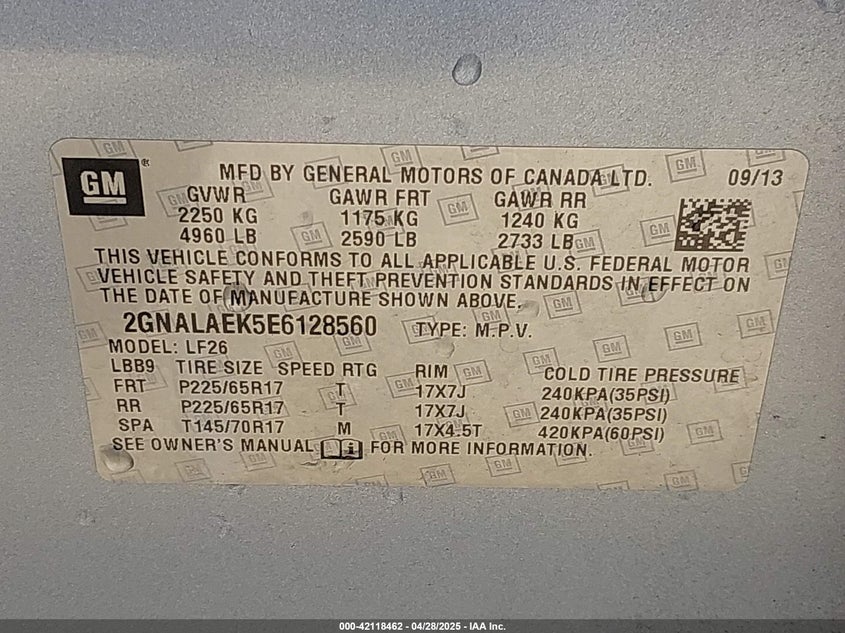 GM ® MFD BY GENERAL MOTORS OF CANADA LTD. 09/13
GVWR GAWR FRT GAWR RR
2250 KG 1175 KG 1240 KG
4960 LB 2590 LB 2733 LB
THIS VEHICLE CONFORMS TO ALL APPLICABLE U.S. FEDERAL MOTOR
VEHICLE SAFETY AND THEFT PREVENTION STANDARDS IN EFFECT ON
THE DATE OF MANUFACTURE SHOWN ABOVE.
2GNALAEK5E6128560 TYPE: M.P.V.
MODEL: LF26
LBB9 TIRE SIZE SPEED RTG RIM COLD TIRE PRESSURE
FRT P225/65R17 T 17X7J 240KPA(35PSI)
RR P225/65R17 T 17X7J 240KPA(35PSI)
SPA T145/70R17 M 17X4.5T 420KPA(60PSI)
SEE OWNER'S MANUAL FOR MORE INFORMATION.
000-42118462 - 04/28/2025 - IAA Inc.